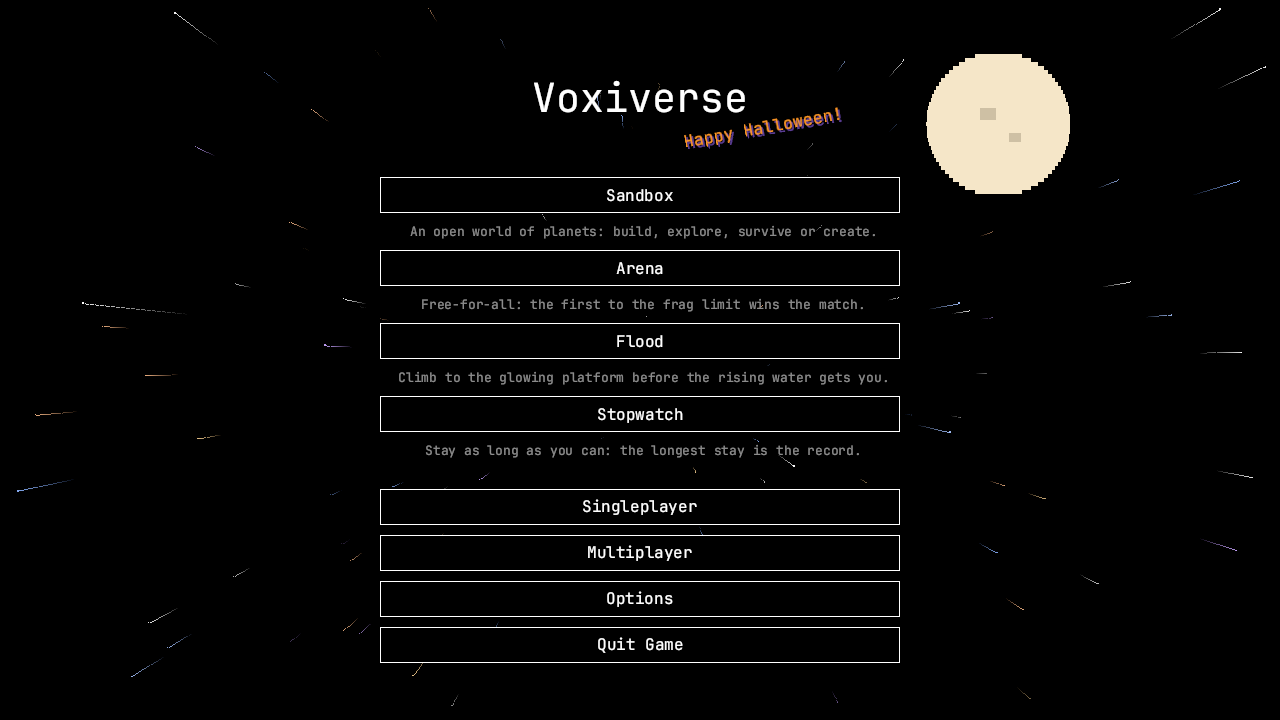 Voxiverse
Happy Halloween!
Sandbox
An open world of planets: build, explore, survive or create.
Arena
Free-for-all: the first to the frag limit wins the match.
Flood
Climb to the glowing platform before the rising water gets you.
Stopwatch
Stay as long as you can: the longest stay is the record.
Singleplayer
Multiplayer
Options
Quit Game